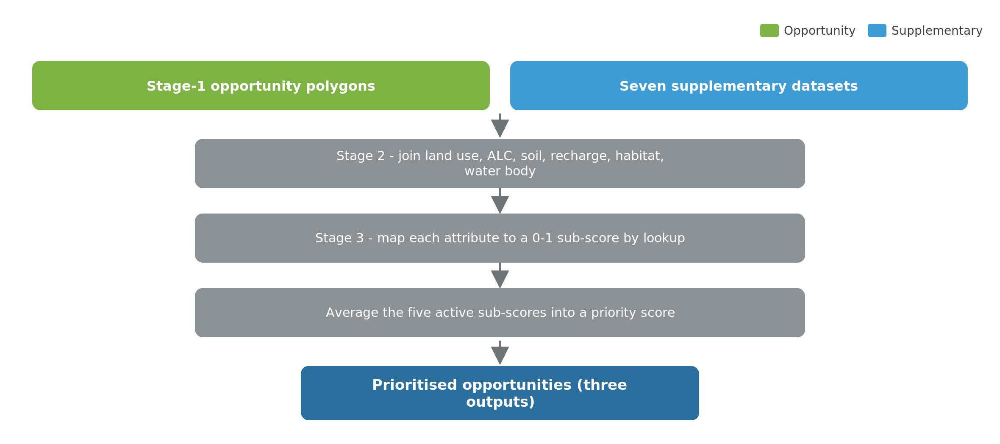 Opportunity
Supplementary
Stage-1 opportunity polygons
Seven supplementary datasets
Stage 2 - join land use, ALC, soil, recharge, habitat,
water body
Stage 3 - map each attribute to a 0-1 sub-score by lookup
Average the five active sub-scores into a priority score
Prioritised opportunities (three
outputs)